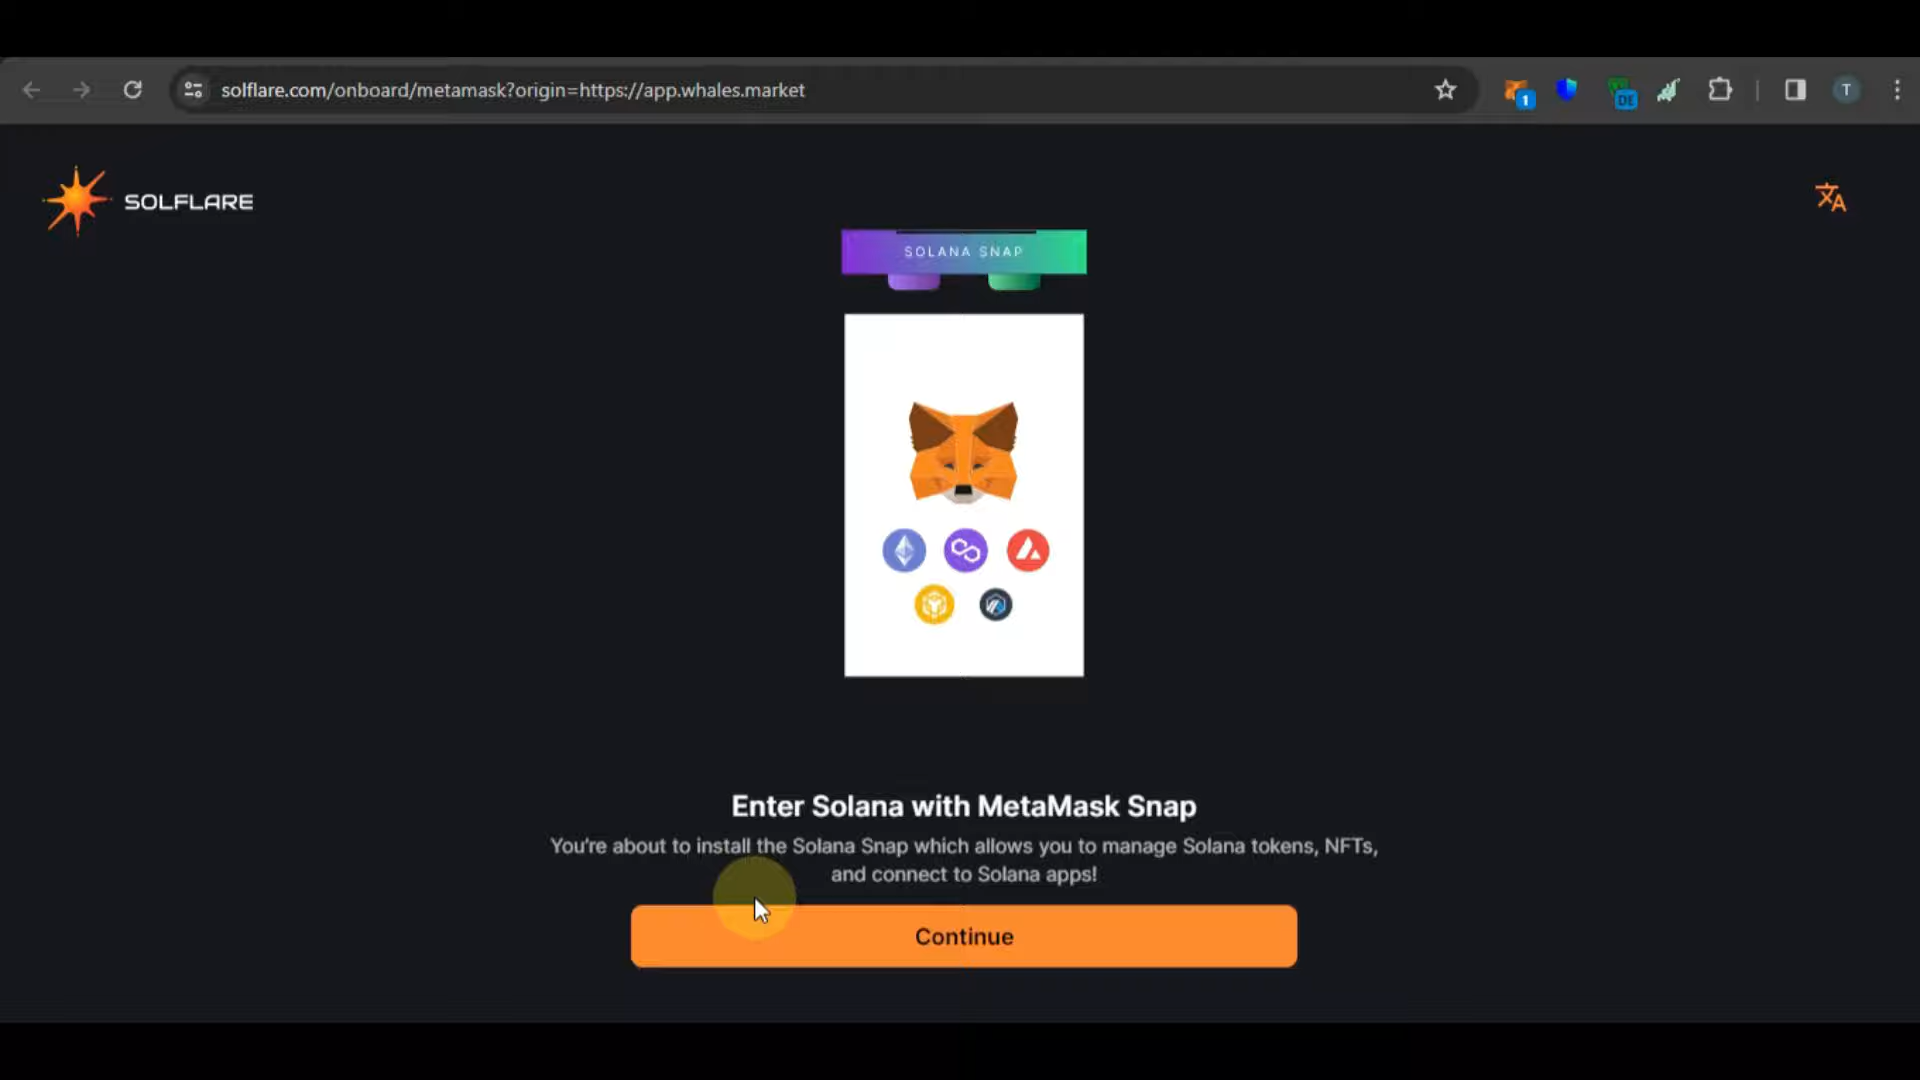 solflare.com/onboard/metamask?origin=https://app.whales.market
1
DE
T
SOLFLARE
SOLANA SNAP
Enter Solana with MetaMask Snap
You're about to install the Solana Snap which allows you to manage Solana tokens, NFTs,
and connect to Solana apps!
Continue